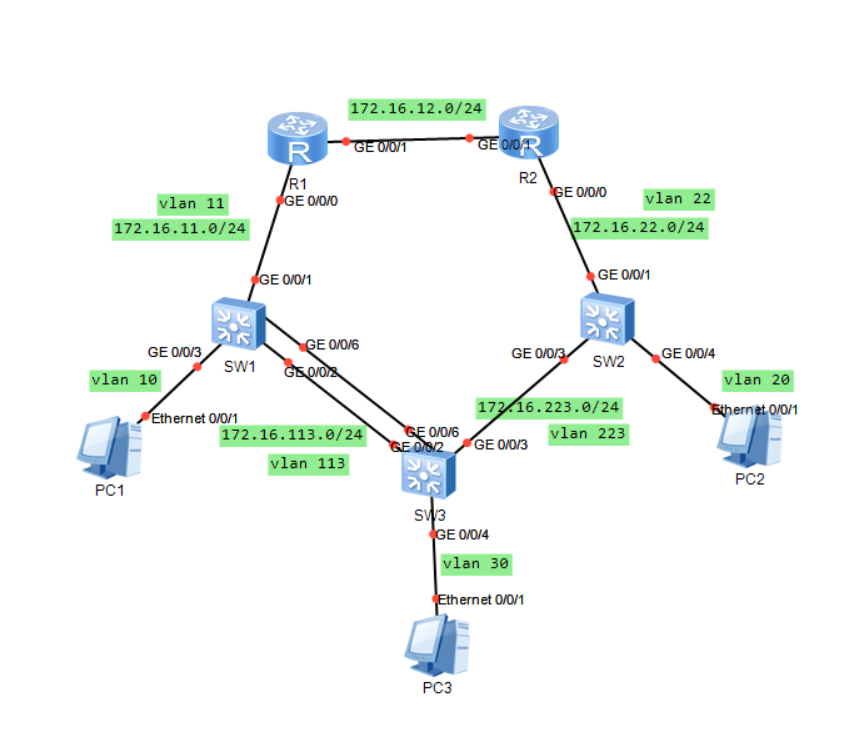 172.16.12.0/24
R
GE 0/0/1
GE 0/0/1
R
R1
R2
vlan 11
GE 0/0/0
GE 0/0/0
vlan 22
172.16.11.0/24
172.16.22.0/24
GE 0/0/1
GE 0/0/1
GE 0/0/3
SW1
GE 0/0/6
GE 0/0/2
GE 0/0/3
SW2
GE 0/0/4
vlan 10
vlan 20
Ethernet 0/0/1
172.16.223.0/24
Ethernet 0/0/1
172.16.113.0/24
GE 0/0/6
GE 0/0/2
GE 0/0/3
vlan 223
vlan 113
PC1
PC2
SW3
GE 0/0/4
vlan 30
Ethernet 0/0/1
PC3